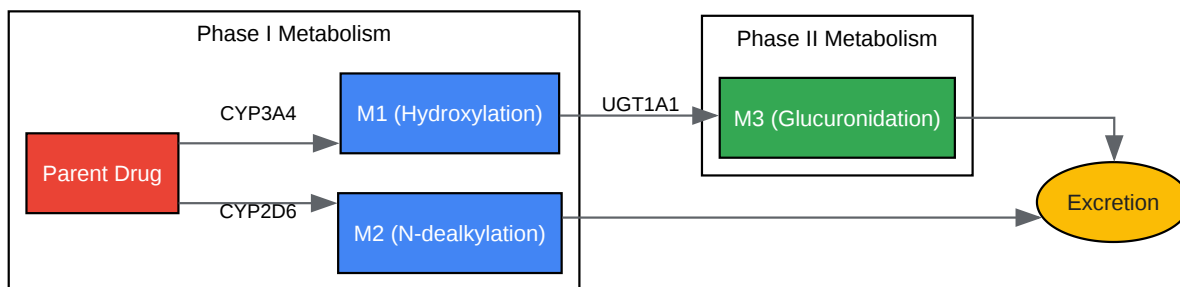 Phase I Metabolism
Phase II Metabolism
CYP3A4
M1 (Hydroxylation)
UGT1A1
M3 (Glucuronidation)
Parent Drug
CYP2D6
M2 (N-dealkylation)
Excretion